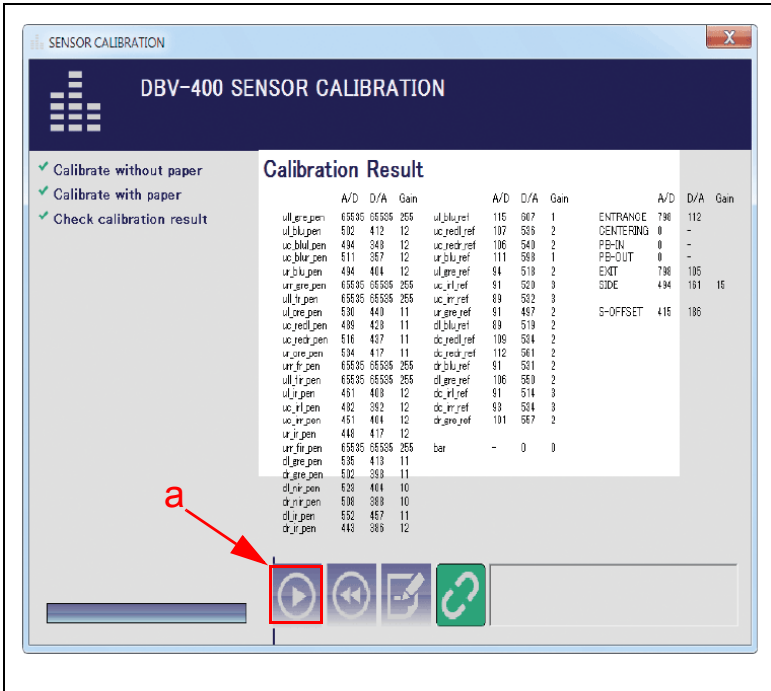 SENSOR CALIBRATION
X
DBV-400 SENSOR CALIBRATION
Calibrate without paper
Calibrate with paper
Check calibration result
Calibration Result
A/D D/A Gain A/D D/A Gain A/D D/A Gain
ull_gre_pen 65535 65535 255 ul_blu_ref 115 607 1 ENTRANCE 798 112
ul_blu_pen 502 412 12 uc_redl_ref 107 536 2 CENTERING 0 -
uc_blul_pen 494 348 12 uc_redr_ref 106 540 2 PB-IN 0 -
uc_blur_pen 511 357 12 ur_blu_ref 111 598 1 PB-OUT 0 -
ur_blu_pen 494 404 12 ul_gre_ref 94 518 2 EXIT 798 105
urr_gre_pen 65535 65535 255 uc_irl_ref 91 520 3 SIDE 494 161 15
ull_fr_pen 65535 65535 255 uc_irr_ref 89 532 3
ul_gre_pen 530 440 11 ur_gre_ref 91 497 2 S-OFFSET 415 186
uc_redl_pen 489 428 11 dl_blu_ref 89 519 2
uc_redr_pen 516 437 11 dc_redl_ref 109 534 2
ur_gre_pen 534 417 11 dc_redr_ref 112 561 2
urr_fr_pen 65535 65535 255 dr_blu_ref 91 531 2
ull_fir_pen 65535 65535 255 dl_gre_ref 106 550 2
ul_ir_pen 461 408 12 dc_irl_ref 91 514 3
uc_irl_pen 482 392 12 dc_irr_ref 93 534 3
uc_irr_pen 451 404 12 dr_gre_ref 101 557 2
ur_ir_pen 448 417 12
urr_fir_pen 65535 65535 255 bar - 0 0
dl_gre_pen 535 413 11
dr_gre_pen 502 398 11
dl_nir_pen 523 404 10
dr_nir_pen 508 388 10
dl_ir_pen 552 457 11
dr_ir_pen 443 386 12
a